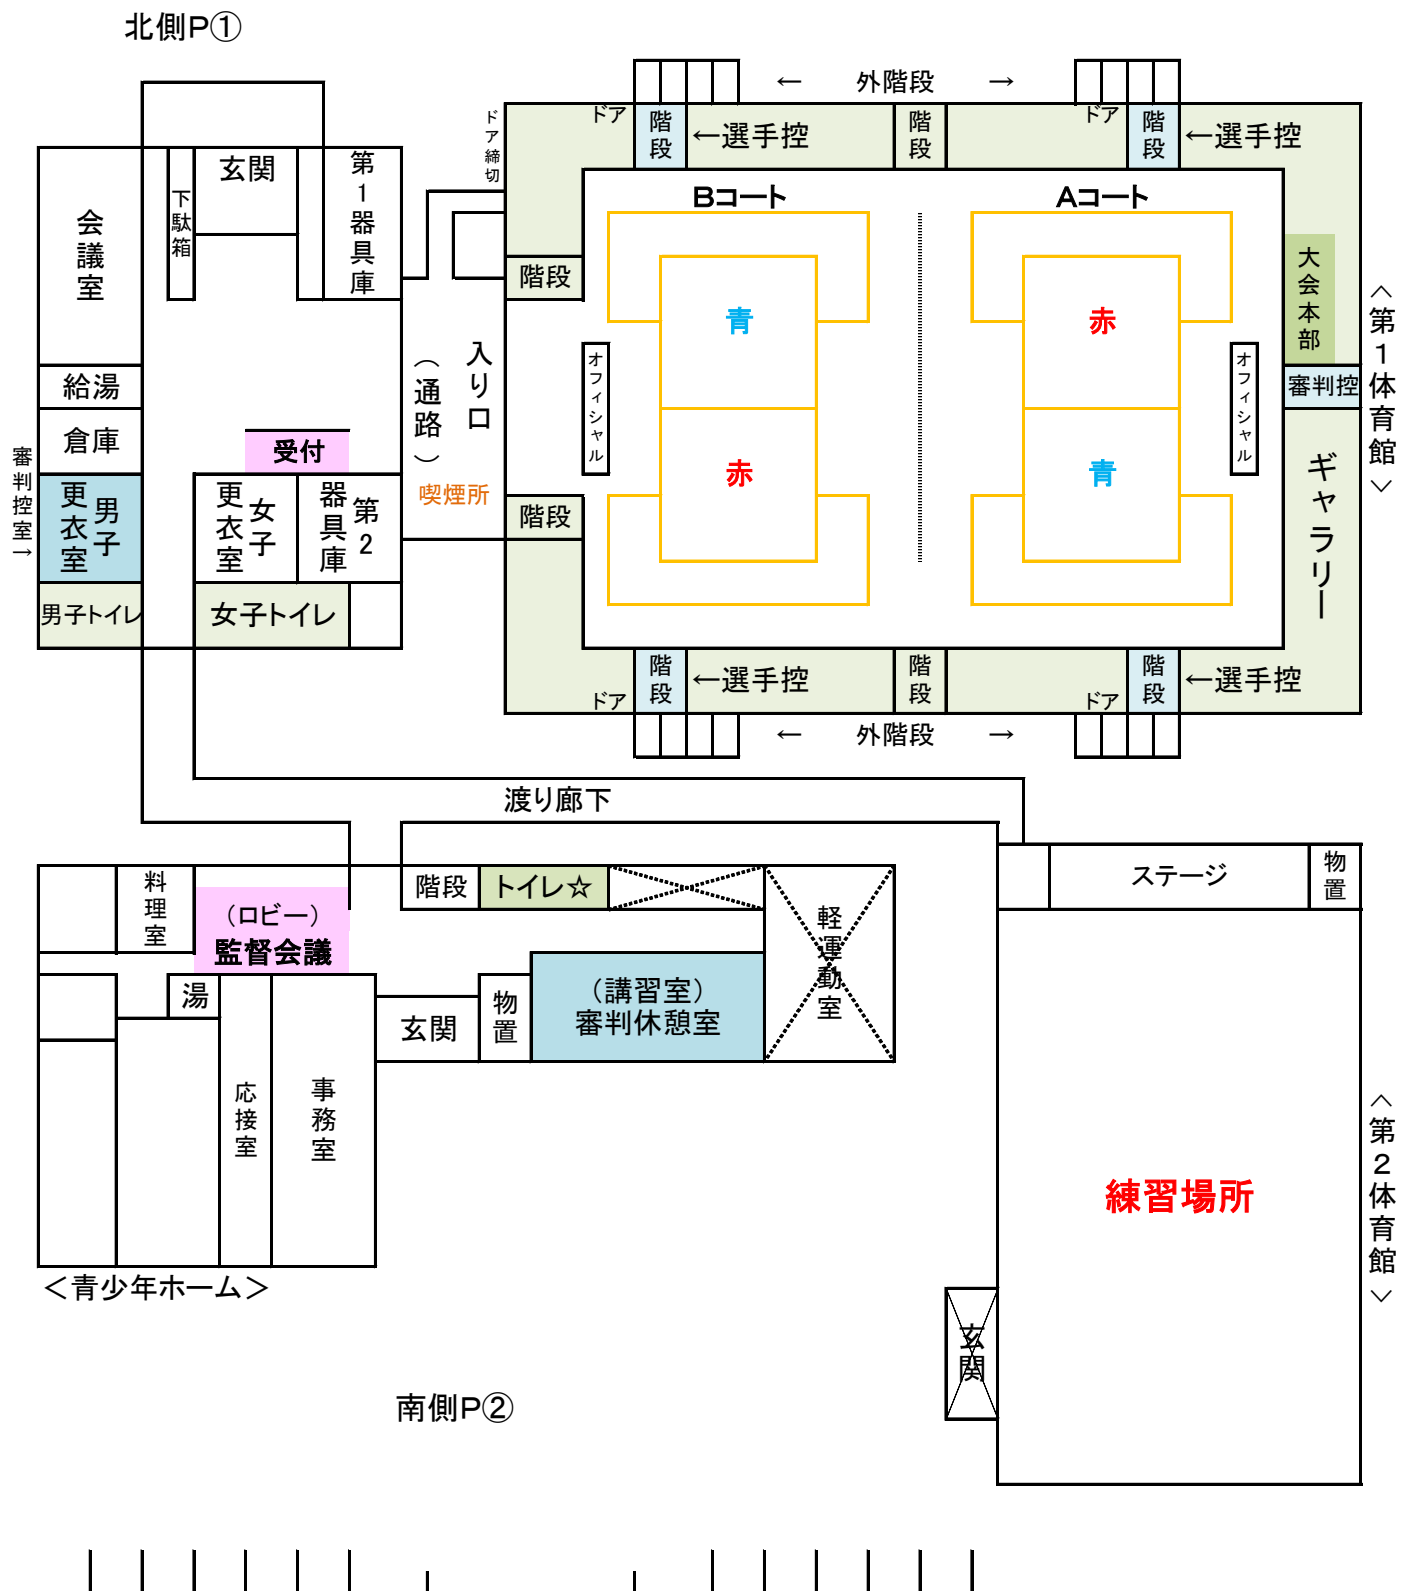 北側P①
← 外階段 →
ドア締切
ドア
階段
←選手控
階段
ドア
階段
←選手控
会議室
下駄箱
玄関
第1器具庫
Bコート
Aコート
階段
大会本部
青
赤
〈第1体育館〉
オフィシャル
オフィシャル
入り口
(通路)
給湯
審判控
倉庫
受付
審判控室→
男子更衣室
女子更衣室
第2器具庫
喫煙所
赤
青
ギャラリー
階段
男子トイレ
女子トイレ
ドア
階段
←選手控
階段
ドア
階段
←選手控
← 外階段 →
渡り廊下
料理室
(ロビー)
監督会議
階段
トイレ☆
軽運動室
ステージ
物置
湯
玄関
物置
(講習室)
審判休憩室
応接室
事務室
〈第2体育館〉
練習場所
<青少年ホーム>
玄関
南側P②